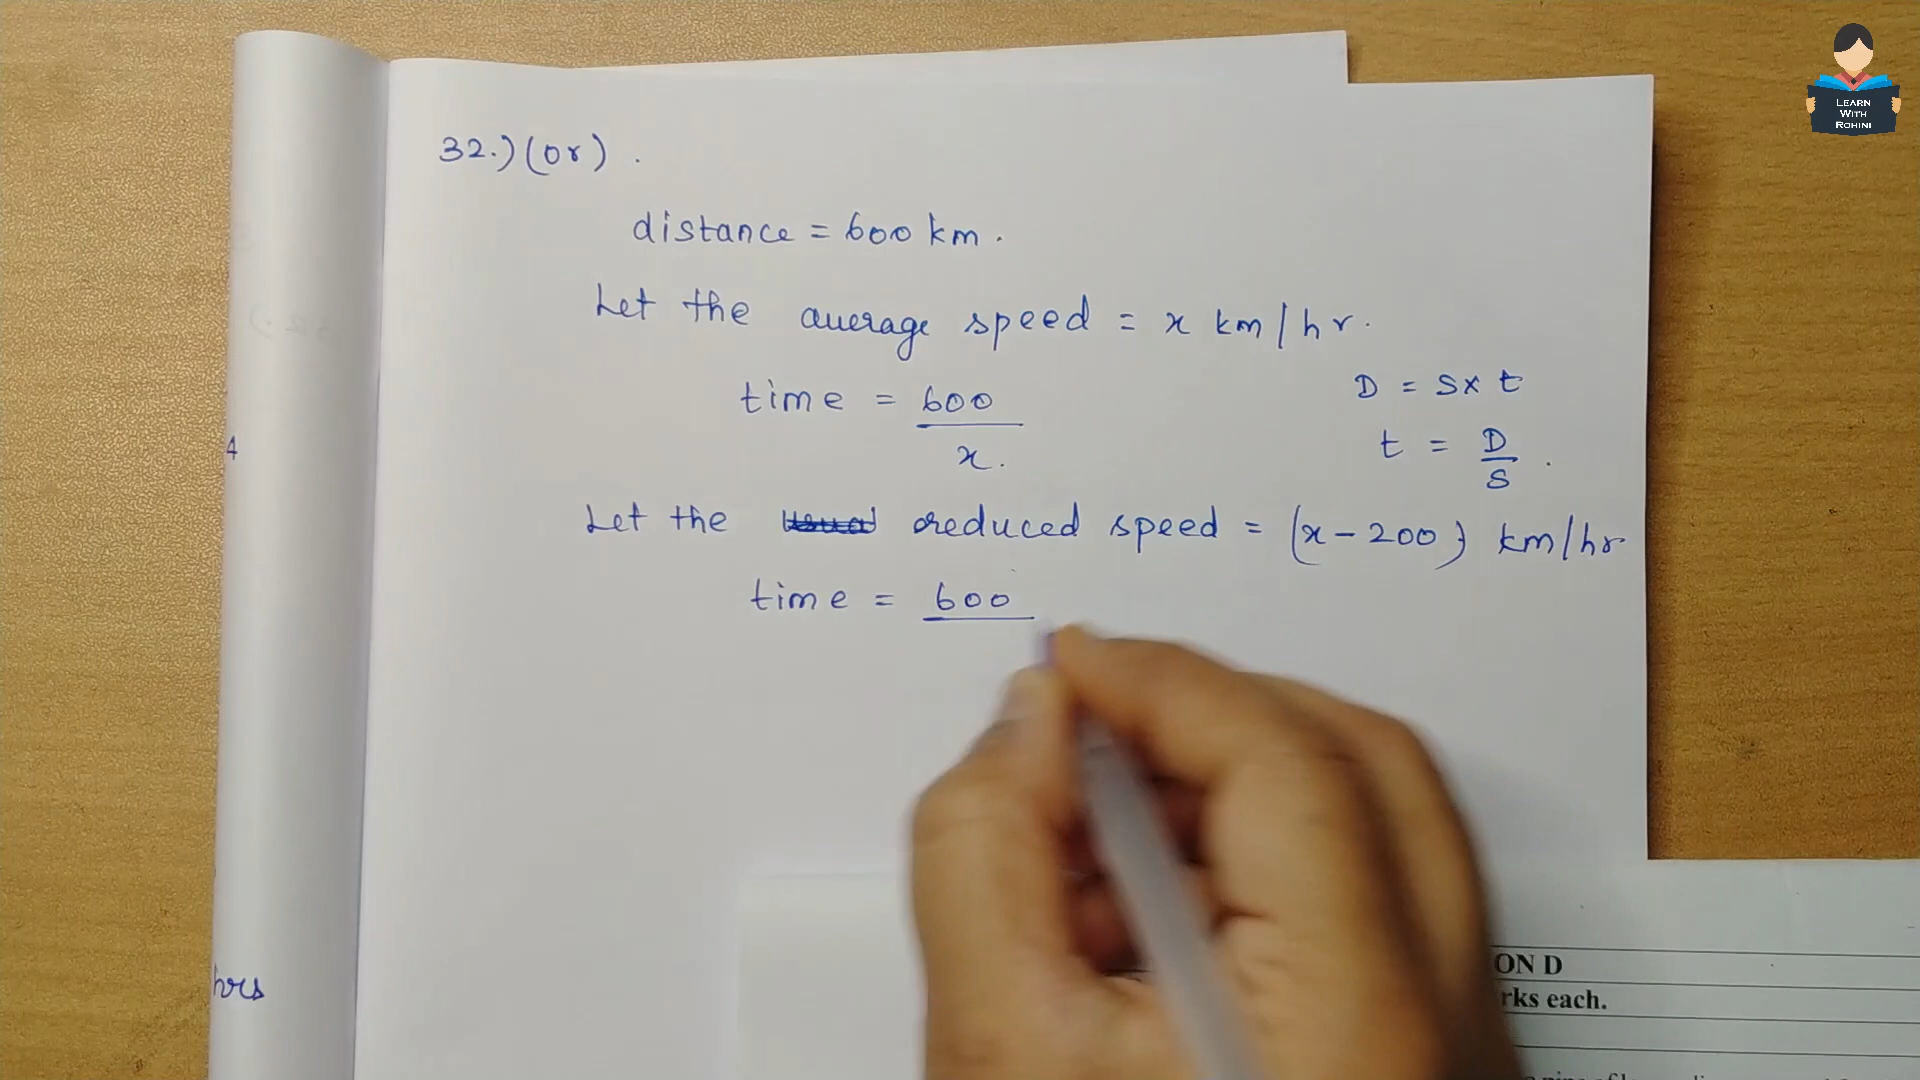 LEARN
WITH
ROHINI
32.) (or) .
distance = 600 km .
Let the average speed = x km/hr.
time = 600
x.
D = S x t
t = D
S .
Let the reduced speed = (x - 200) km/hr
time = 600
4
hrs
ON D
rks each.